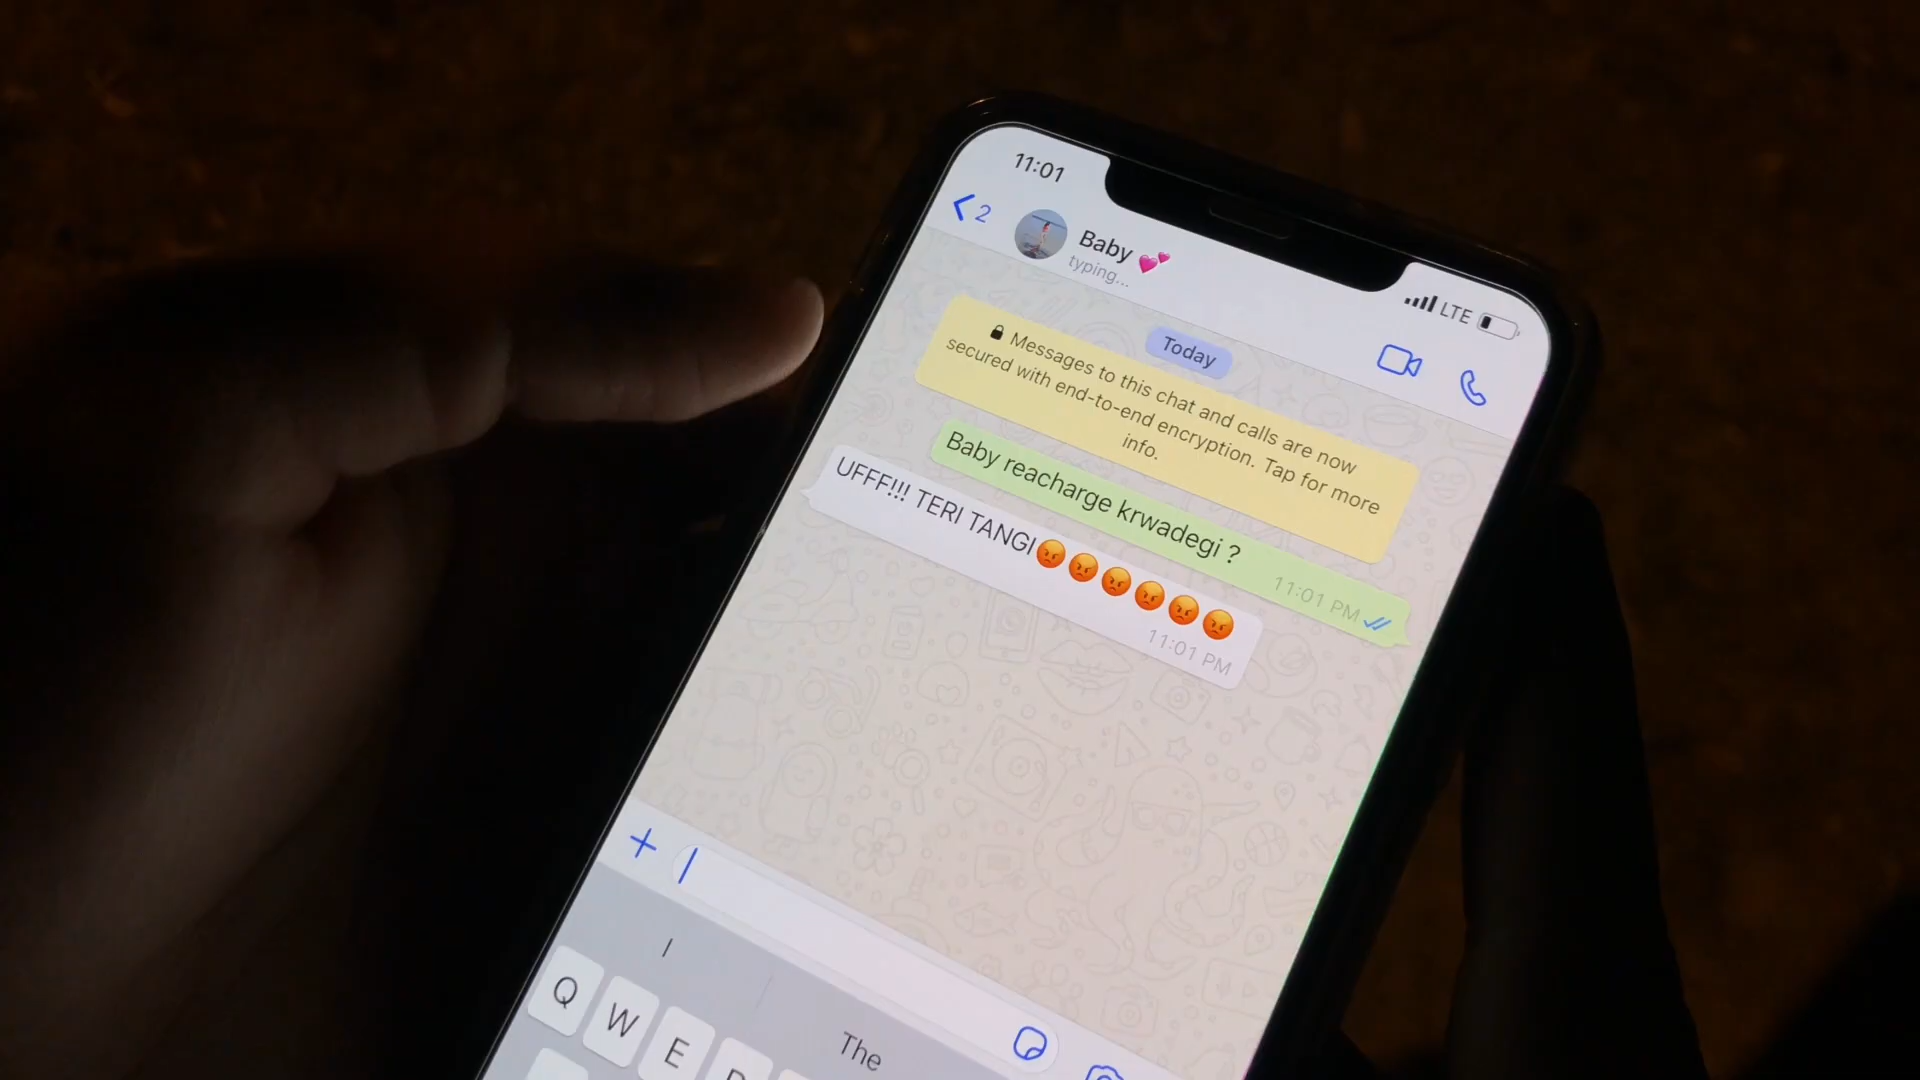 11:01
LTE
2
Baby 💕
typing...
Today
🔒 Messages to this chat and calls are now
secured with end-to-end encryption. Tap for more
info.
Baby reacharge krwadegi ?
11:01 PM
UFFF!!! TERI TANGI😡😡😡😡😡😡
11:01 PM
I
The
Q W E